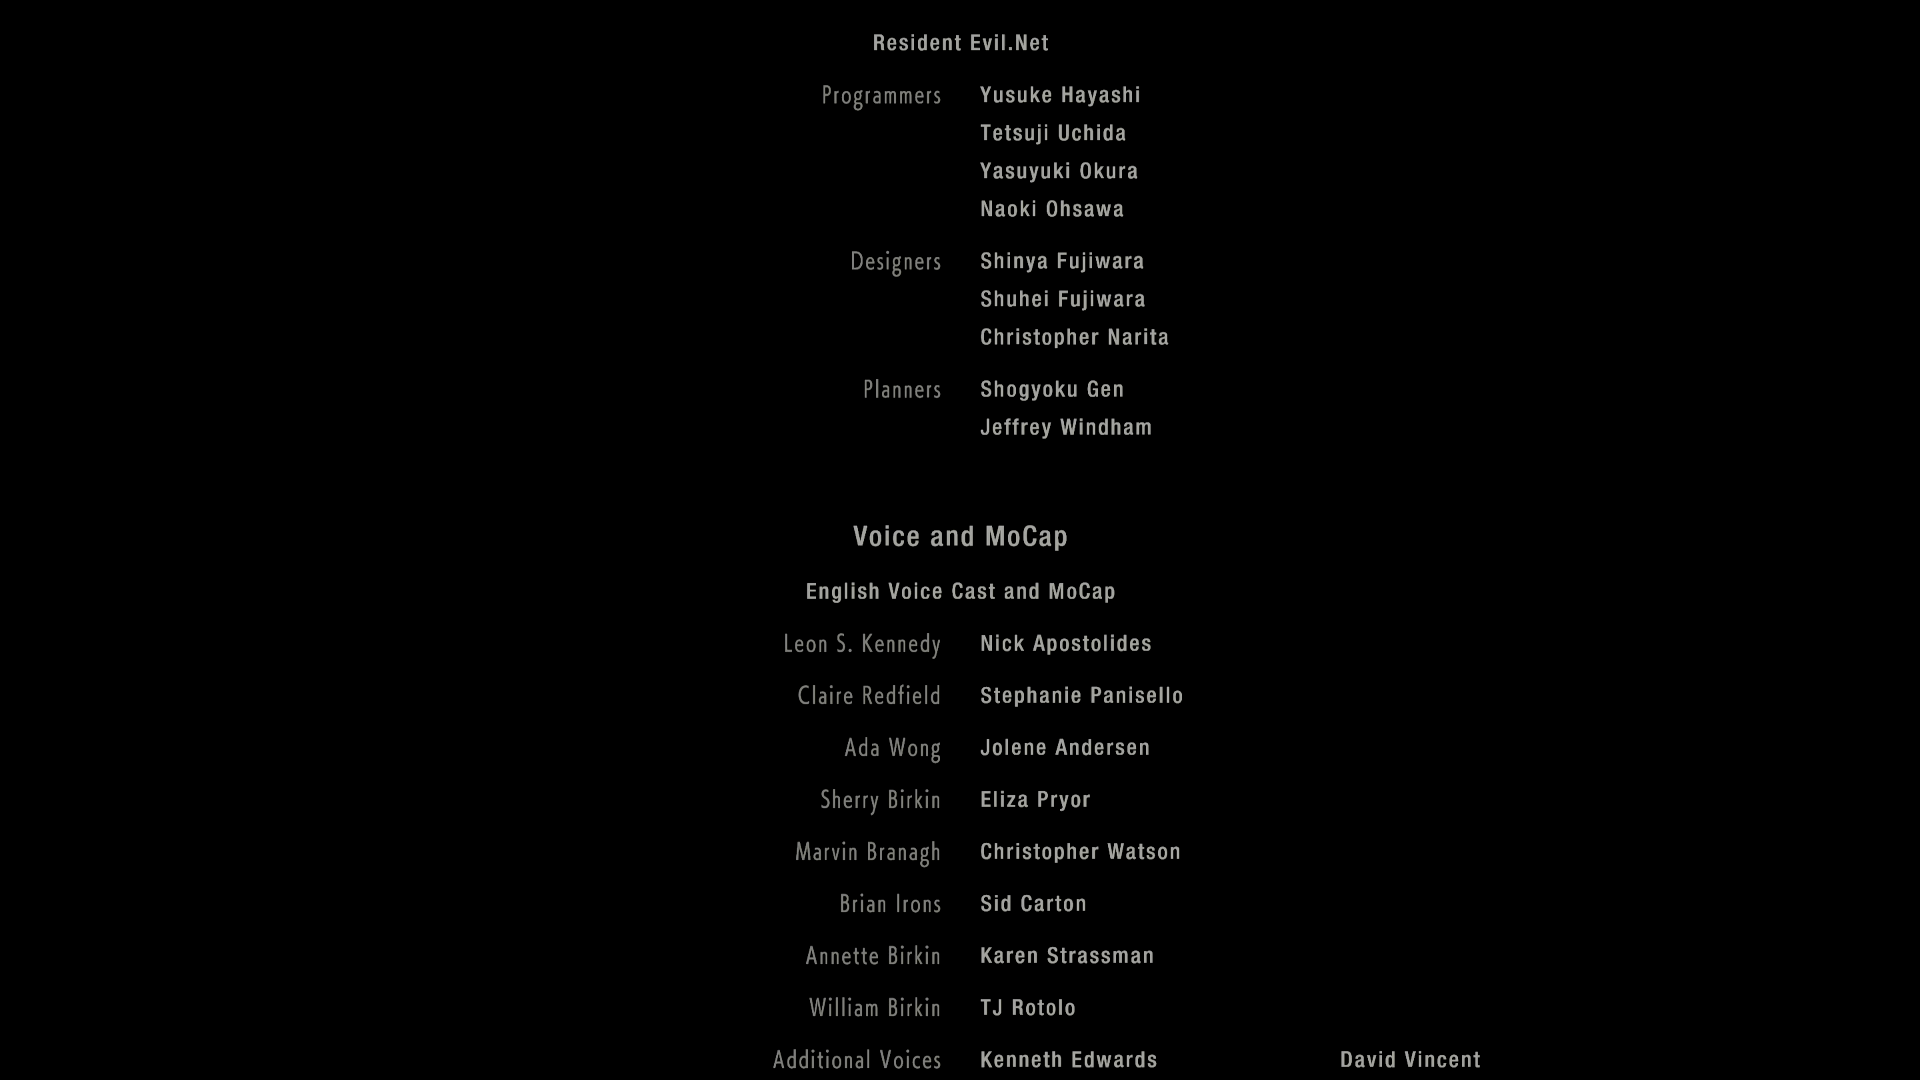 Resident Evil.Net
Programmers Yusuke Hayashi
Tetsuji Uchida
Yasuyuki Okura
Naoki Ohsawa
Designers Shinya Fujiwara
Shuhei Fujiwara
Christopher Narita
Planners Shogyoku Gen
Jeffrey Windham
Voice and MoCap
English Voice Cast and MoCap
Leon S. Kennedy Nick Apostolides
Claire Redfield Stephanie Panisello
Ada Wong Jolene Andersen
Sherry Birkin Eliza Pryor
Marvin Branagh Christopher Watson
Brian Irons Sid Carton
Annette Birkin Karen Strassman
William Birkin TJ Rotolo
Additional Voices Kenneth Edwards David Vincent